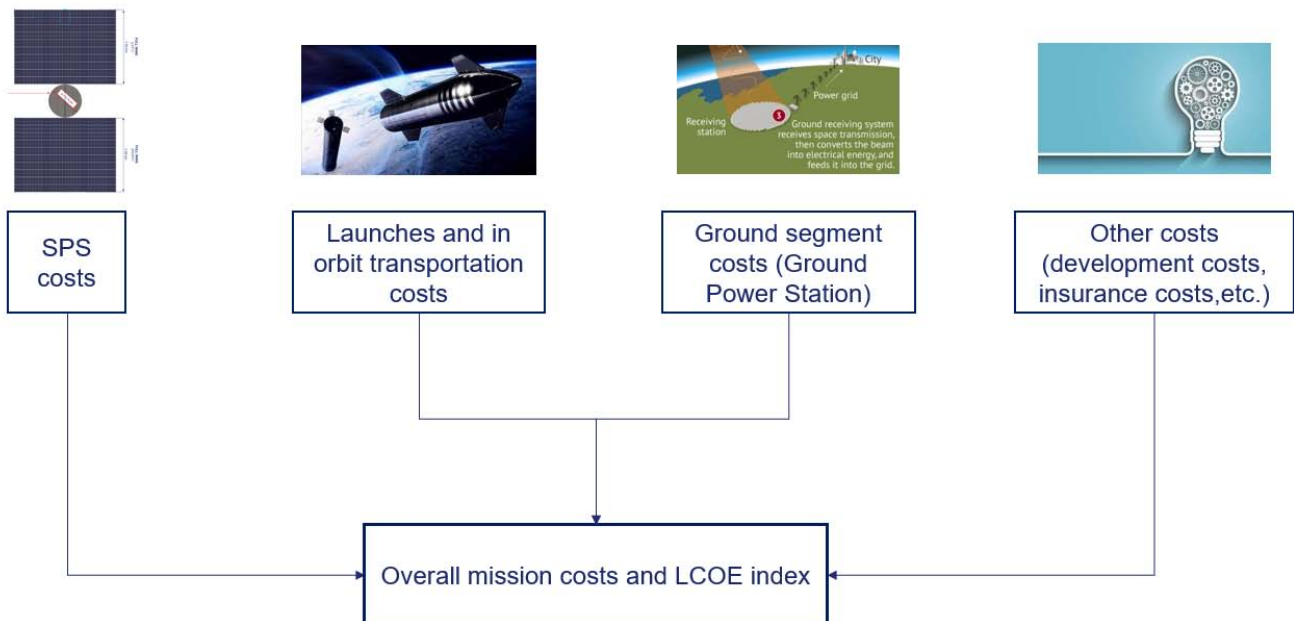 City
Power grid
Receiving
station
3
Ground receiving system
receives space transmission,
then converts the beam
into electrical energy, and
feeds it into the grid.
SPS
costs
Launches and in
orbit transportation
costs
Ground segment
costs (Ground
Power Station)
Other costs
(development costs,
insurance costs,etc.)
Overall mission costs and LCOE index